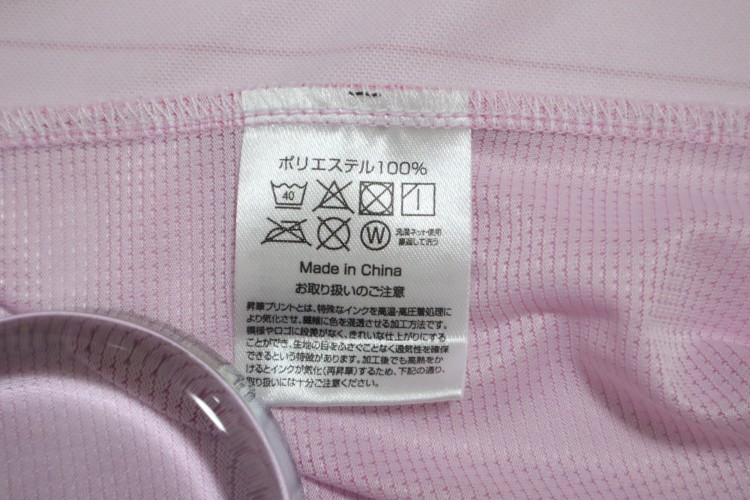 ポリエステル100%
40
W 洗濯ネット使用
裏返して洗う
Made in China
お取り扱いのご注意
昇華プリントとは、特殊なインクを高温・高圧着処理に
より気化させ、繊維に色を浸透させる加工方法です。
模様やロゴに段差がなく、きれいな仕上がりにする
ことができ、生地の目をふさぐことなく通気性を確保
できるという特徴があります。加工後でも高熱をか
けるとインクが気化(再昇華)するため、下記の通り、
取り扱いには十分ご注意ください。